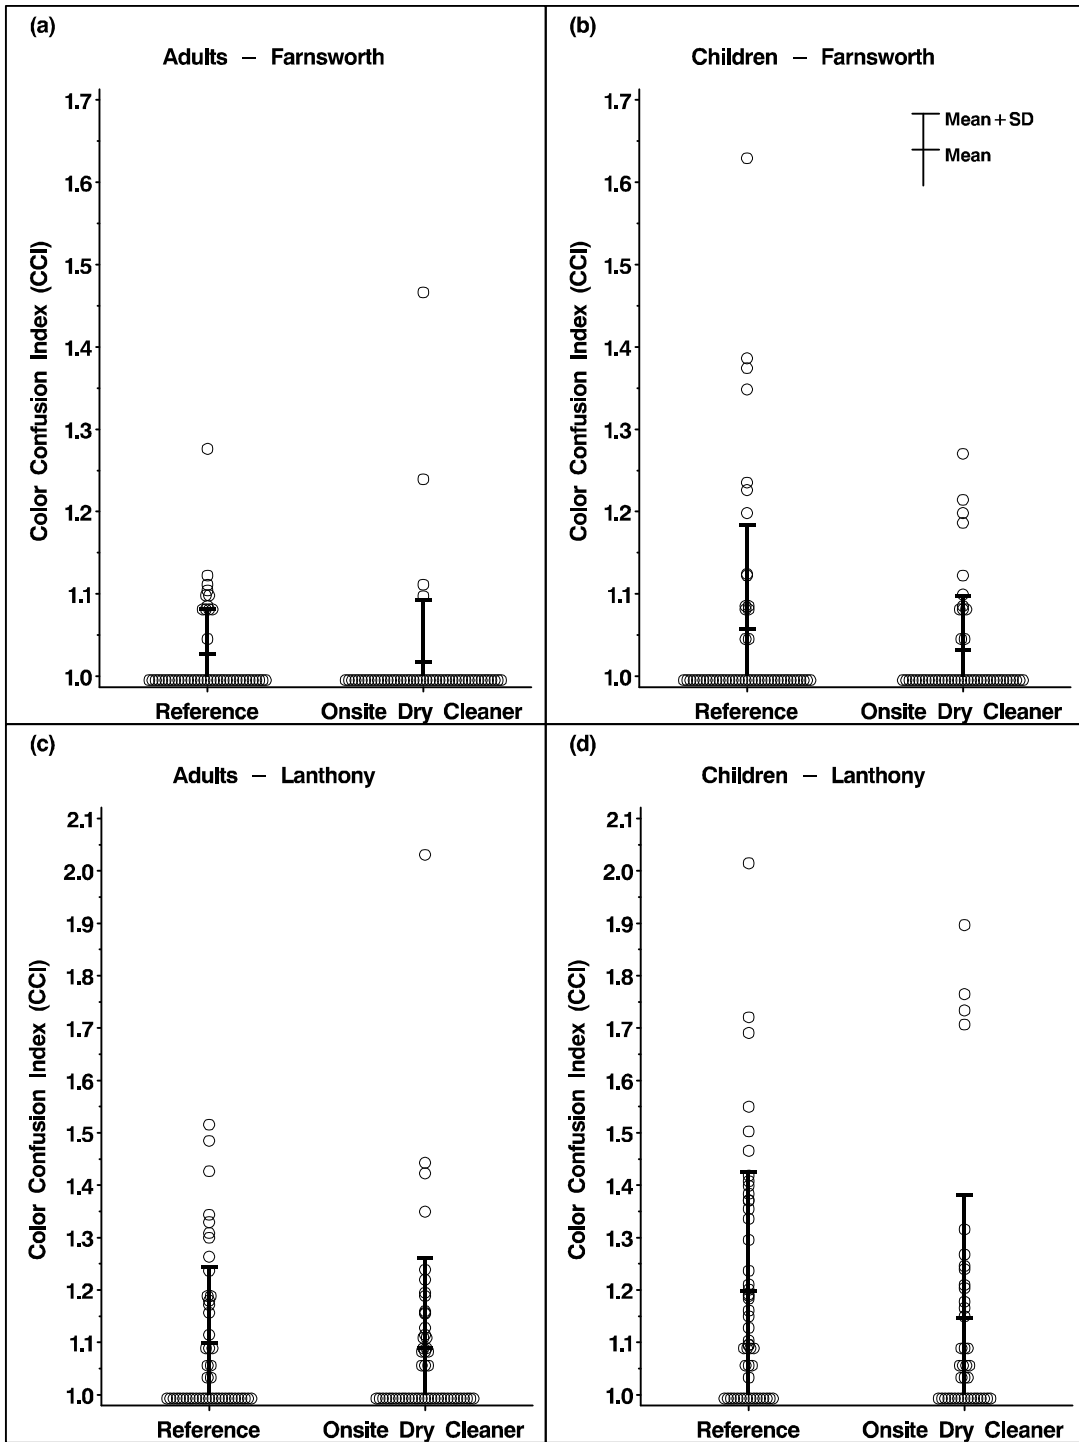 (a)
Adults – Farnsworth
Color Confusion Index (CCI)
1.7
1.6
1.5
1.4
1.3
1.2
1.1
1.0
Reference Onsite Dry Cleaner
(b)
Children – Farnsworth
Mean + SD
Mean
Color Confusion Index (CCI)
1.7
1.6
1.5
1.4
1.3
1.2
1.1
1.0
Reference Onsite Dry Cleaner
(c)
Adults – Lanthony
Color Confusion Index (CCI)
2.1
2.0
1.9
1.8
1.7
1.6
1.5
1.4
1.3
1.2
1.1
1.0
Reference Onsite Dry Cleaner
(d)
Children – Lanthony
Color Confusion Index (CCI)
2.1
2.0
1.9
1.8
1.7
1.6
1.5
1.4
1.3
1.2
1.1
1.0
Reference Onsite Dry Cleaner